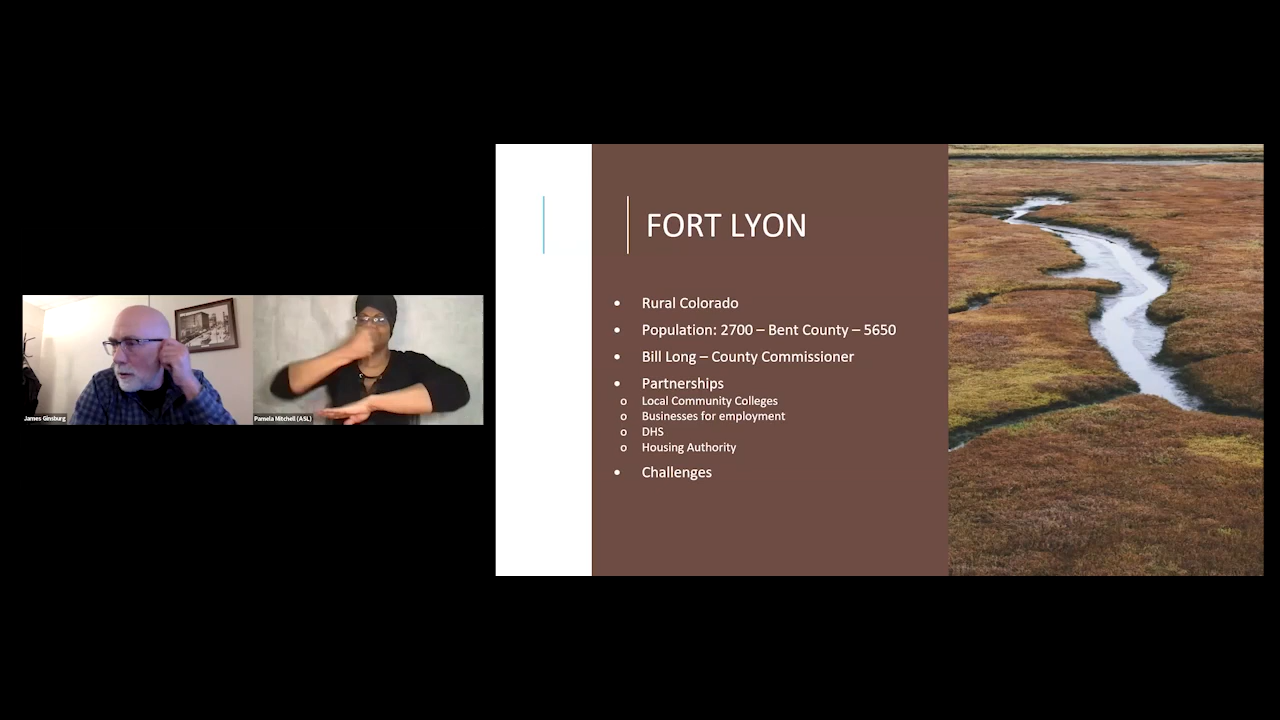 FORT LYON
• Rural Colorado
• Population: 2700 – Bent County – 5650
• Bill Long – County Commissioner
• Partnerships
o Local Community Colleges
o Businesses for employment
o DHS
o Housing Authority
• Challenges
James Ginsburg
Pamela Mitchell (ASL)